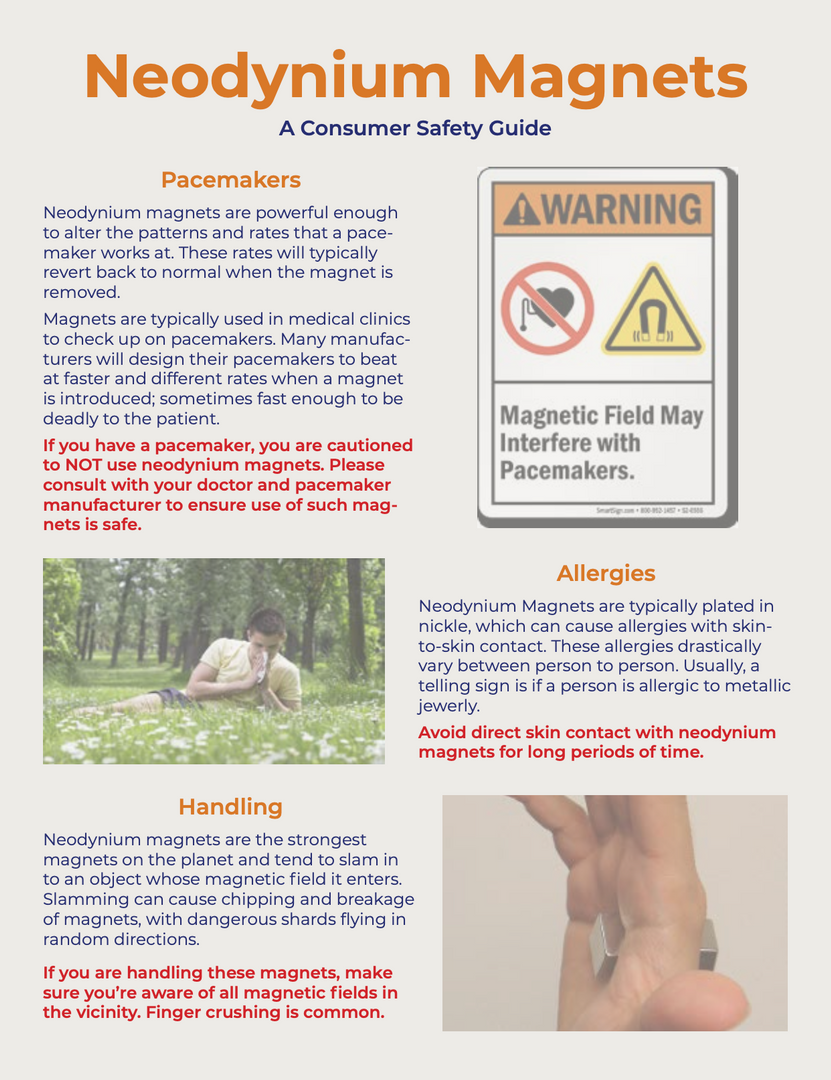 Neodynium Magnets
A Consumer Safety Guide
Pacemakers
Neodynium magnets are powerful enough
to alter the patterns and rates that a pace-
maker works at. These rates will typically
revert back to normal when the magnet is
removed.
Magnets are typically used in medical clinics
to check up on pacemakers. Many manufac-
turers will design their pacemakers to beat
at faster and different rates when a magnet
is introduced; sometimes fast enough to be
deadly to the patient.
If you have a pacemaker, you are cautioned
to NOT use neodynium magnets. Please
consult with your doctor and pacemaker
manufacturer to ensure use of such mag-
nets is safe.
WARNING
Magnetic Field May
Interfere with
Pacemakers.
SmartSign.com • 800-952-1457 •
Allergies
Neodynium Magnets are typically plated in
nickle, which can cause allergies with skin-
to-skin contact. These allergies drastically
vary between person to person. Usually, a
telling sign is if a person is allergic to metallic
jewerly.
Avoid direct skin contact with neodynium
magnets for long periods of time.
Handling
Neodynium magnets are the strongest
magnets on the planet and tend to slam in
to an object whose magnetic field it enters.
Slamming can cause chipping and breakage
of magnets, with dangerous shards flying in
random directions.
If you are handling these magnets, make
sure you're aware of all magnetic fields in
the vicinity. Finger crushing is common.